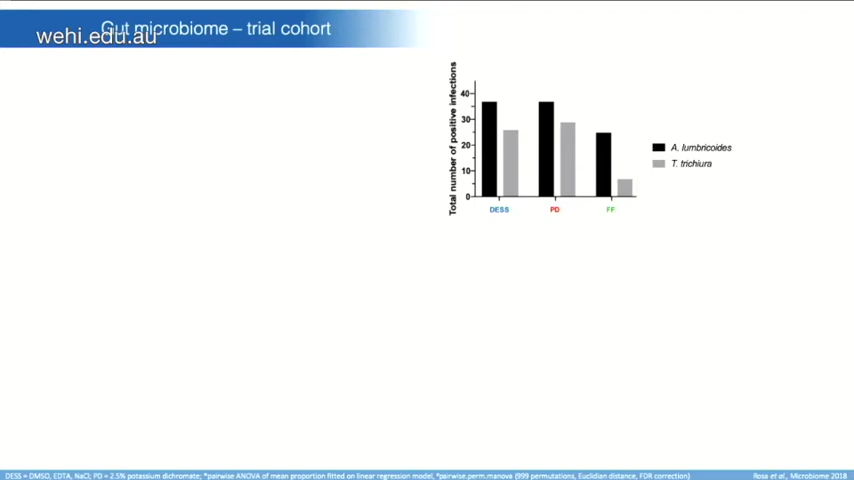 Gut microbiome – trial cohort
wehi.edu.au
Total number of positive infections
40
30
20
10
0
DESS
PD
FF
A. lumbricoides
T. trichiura
DESS = DMSO, EDTA, NaCl; PD = 2.5% potassium dichromate; *pairwise ANOVA of mean proportion fitted on linear regression model, *pairwise.perm.manova (999 permutations, Euclidian distance, FDR correction)
Rosa et al., Microbiome 2018